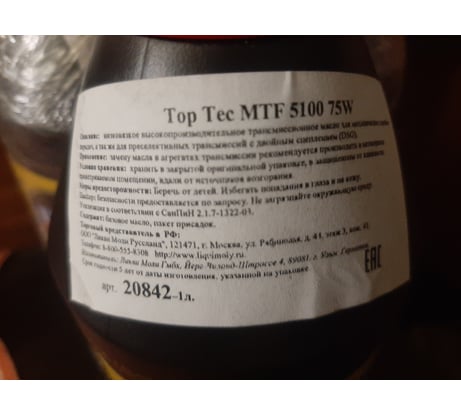 Top Tec MTF 5100 75W
Описание: низковязкое высокопроизводительное трансмиссионное масло для механических
передач, а так же для преселективных трансмиссий с двойным сцеплением (DSG).
Применение: замену масла в агрегатах трансмиссии рекомендуется производить
Условия хранения: хранить в закрытой оригинальной упаковке, в защищенном от
помещении, вдали от источников возгорания.
Меры предосторожности: Беречь от детей. Избегать попадания в глаза и на кожу.
Паспорт безопасности предоставляется по запросу. Не загрязняйте окружающую среду.
Утилизация в соответствии с СанПиН 2.1.7-1322-03.
Содержит: базовое масло, пакет присадок.
Торговый представитель в РФ:
ООО "Ликви Моли Руссланд", 121471, г. Москва, ул. Рябиновая, д. 44, этаж 3, ком. 41
Телефон: 8-800-555-8308 http://www.liqvimoly.ru
Изготовитель: Ликви Моли Гмбх, Йерг Чиланд-Штрассе 4, 89081, г. Ульм, Германия
Срок годности 5 лет от даты изготовления, указанной на упаковке
EAC
арт. 20842-1л.